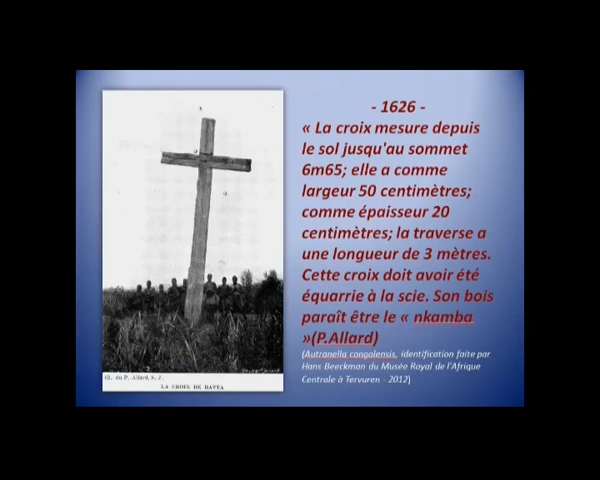 - 1626 -
« La croix mesure depuis
le sol jusqu'au sommet
6m65; elle a comme
largeur 50 centimètres;
comme épaisseur 20
centimètres; la traverse a
une longueur de 3 mètres.
Cette croix doit avoir été
équarrie à la scie. Son bois
paraît être le « nkamba
»(P.Allard)
(Autranella congolensis, identification faite par
Hans Beeckman du Musée Royal de l'Afrique
Centrale à Tervuren - 2012)
Cl. du P. Allard, S. J.
LA CROIX DE BATTA